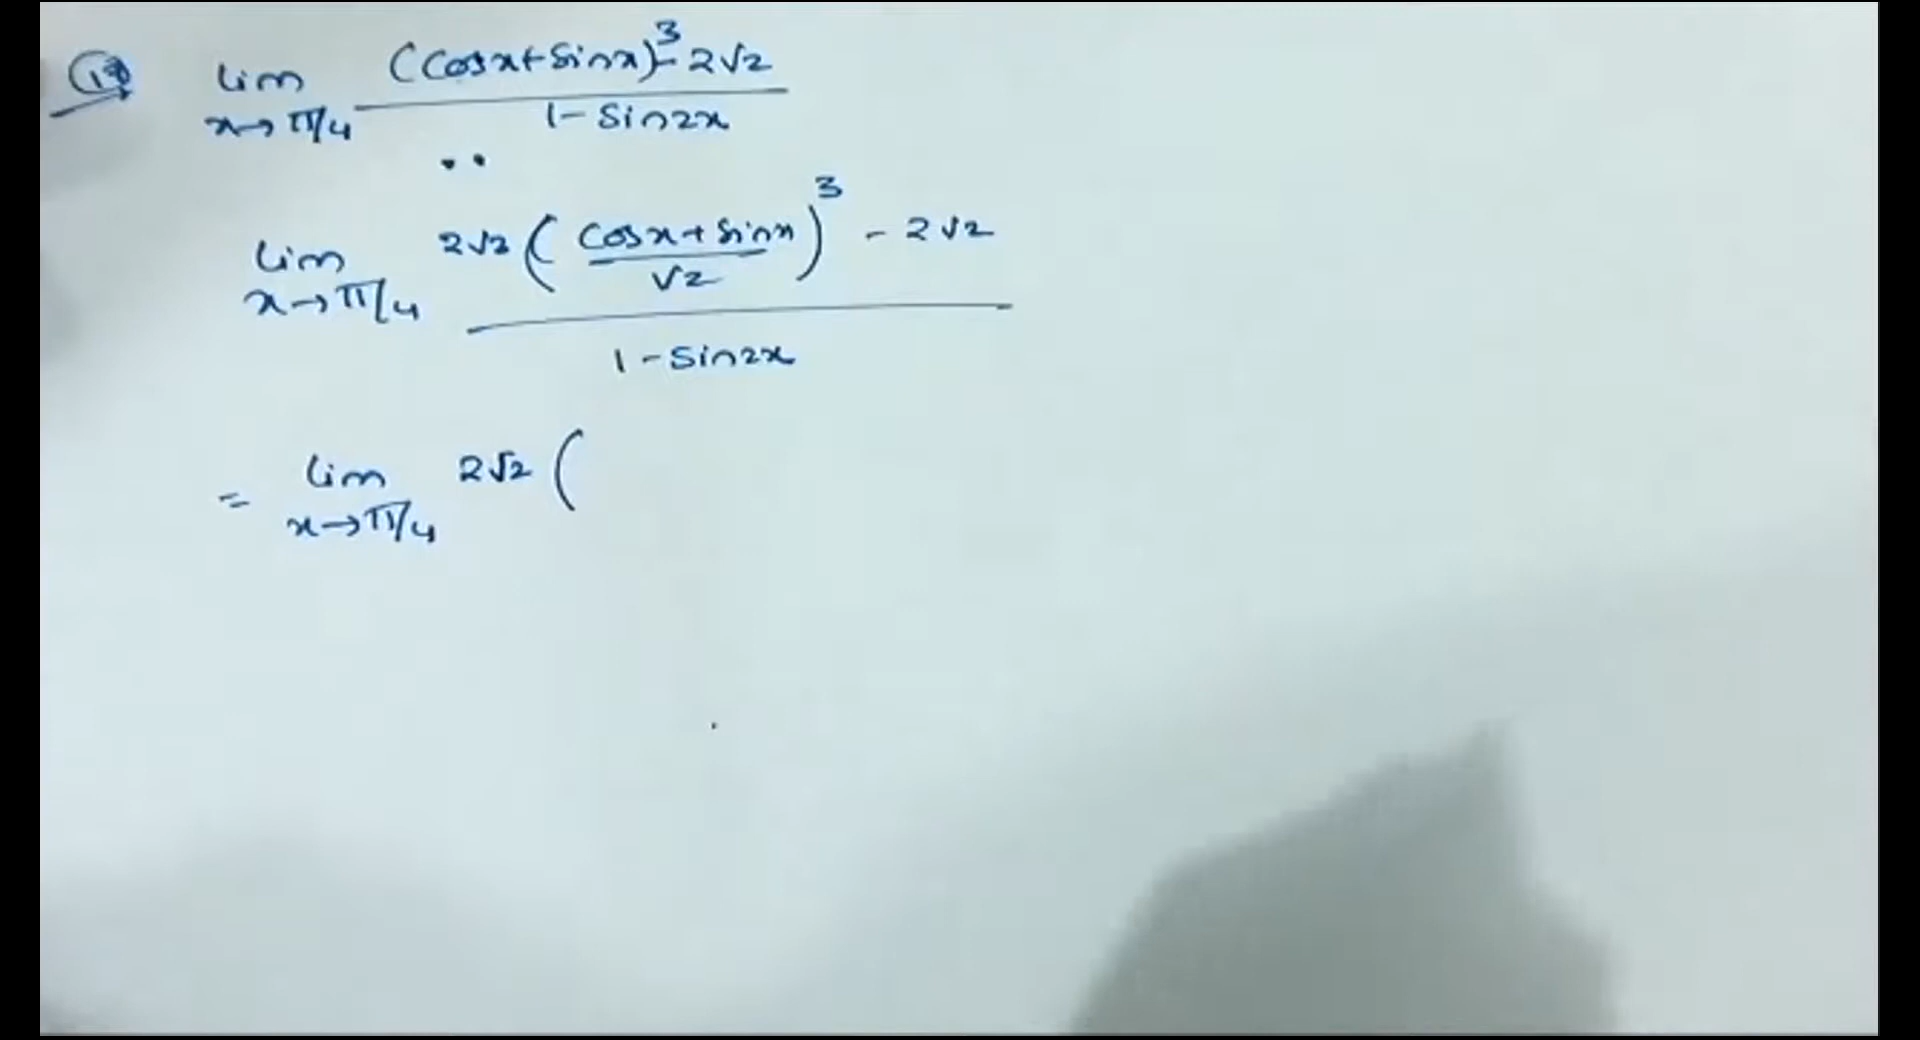 lim (cosx+sinx)³-2√2
x→π/4 1-sin2x
lim 2√2(cosx+sinx/√2)³ - 2√2
x→π/4
1-sin2x
= lim 2√2(
x→π/4